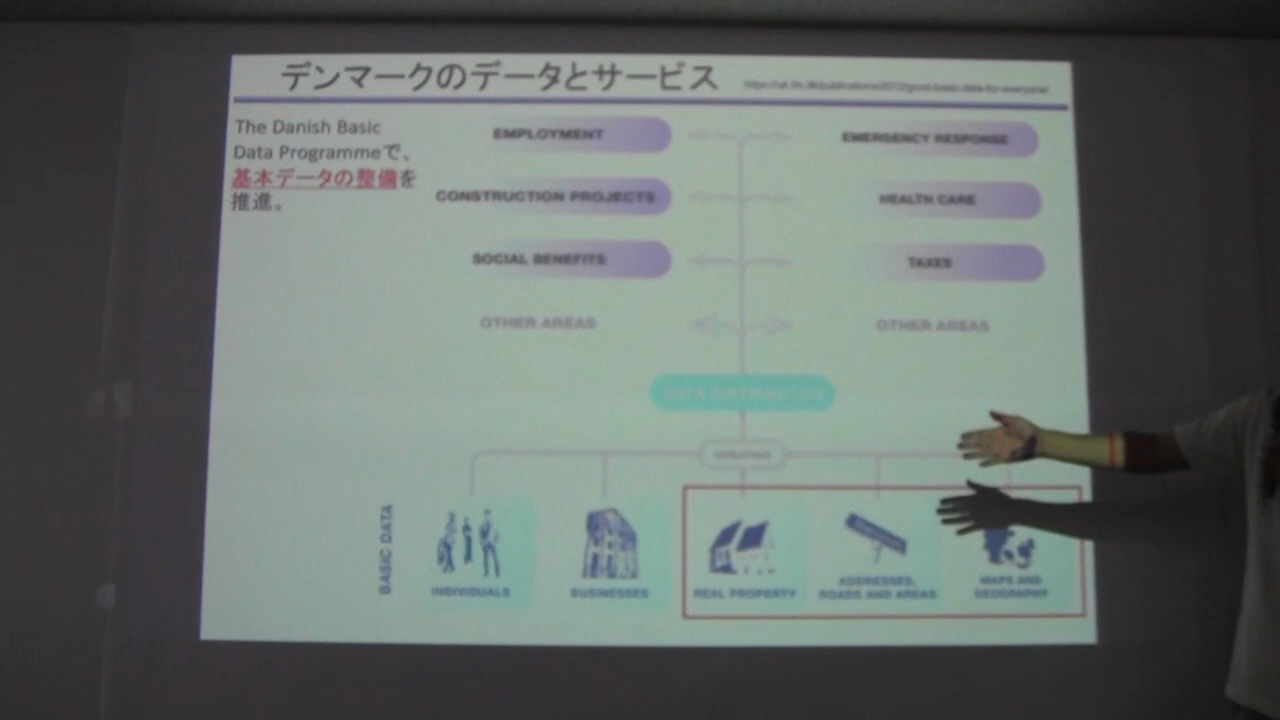 デンマークのデータとサービス
The Danish Basic
Data Programmeで、
基本データの整備を
推進。
EMPLOYMENT
EMERGENCY RESPONSE
CONSTRUCTION PROJECTS
HEALTH CARE
SOCIAL BENEFITS
TAXES
OTHER AREAS
OTHER AREAS
DATA DISTRIBUTION
UPDATING
BASIC DATA
INDIVIDUALS
BUSINESSES
REAL PROPERTY
ADDRESSES,
ROADS AND AREAS
MAPS AND
GEOGRAPHY